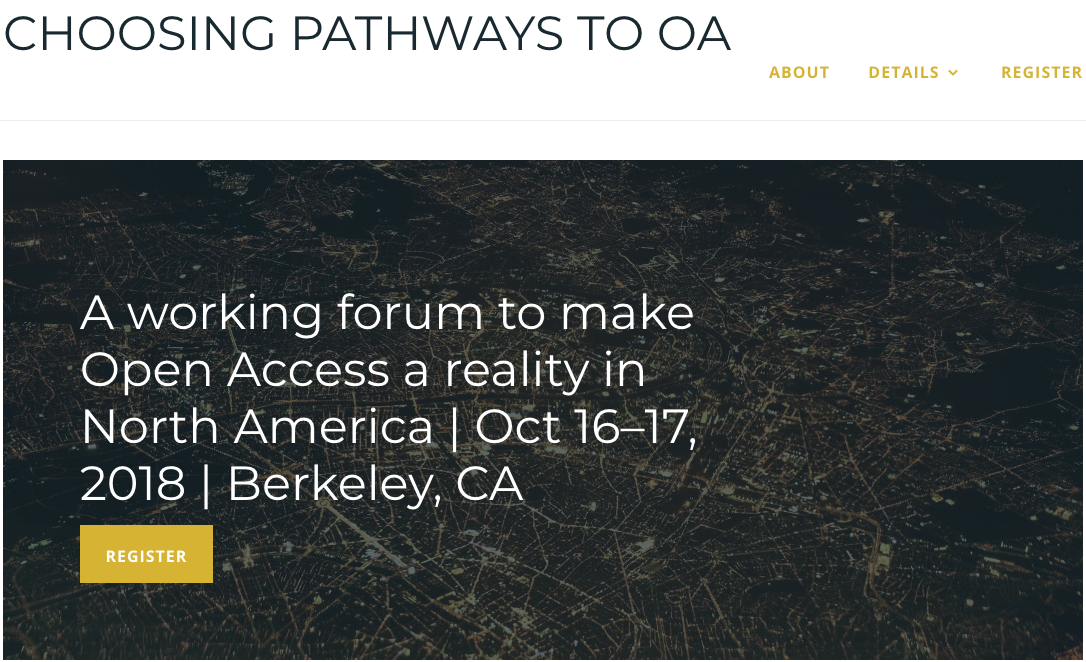 CHOOSING PATHWAYS TO OA
ABOUT
DETAILS
REGISTER
A working forum to make
Open Access a reality in
North America | Oct 16–17,
2018 | Berkeley, CA
REGISTER